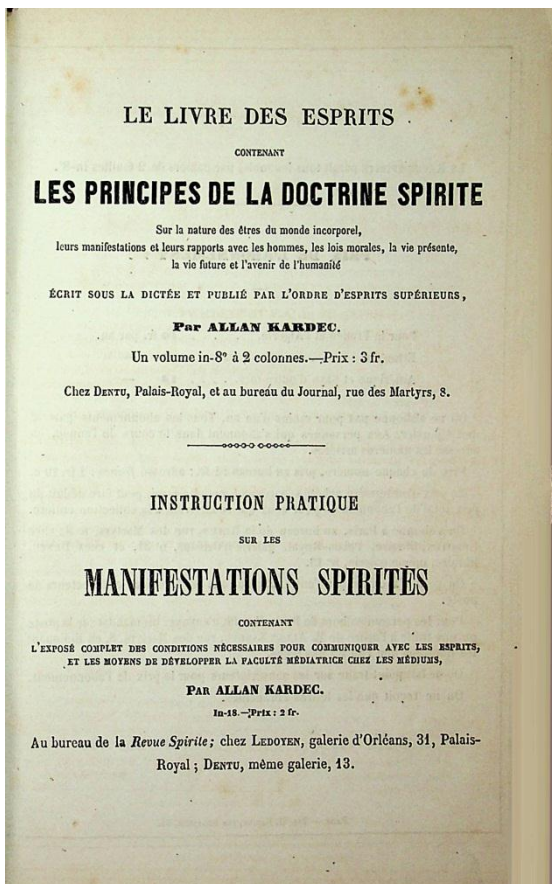 LE LIVRE DES ESPRITS
CONTENANT
LES PRINCIPES DE LA DOCTRINE SPIRITE
Sur la nature des êtres du monde incorporel,
leurs manifestations et leurs rapports avec les hommes, les lois morales, la vie présente,
la vie future et l'avenir de l'humanité
ÉCRIT SOUS LA DICTÉE ET PUBLIÉ PAR L'ORDRE D'ESPRITS SUPÉRIEURS,
Par ALLAN KARDEC.
Un volume in-8° à 2 colonnes.—Prix : 3 fr.
Chez DENTU, Palais-Royal, et au bureau du Journal, rue des Martyrs, 8.
INSTRUCTION PRATIQUE
SUR LES
MANIFESTATIONS SPIRITES
CONTENANT
L'EXPOSÉ COMPLET DES CONDITIONS NÉCESSAIRES POUR COMMUNIQUER AVEC LES ESPRITS,
ET LES MOYENS DE DÉVELOPPER LA FACULTÉ MÉDIATRICE CHEZ LES MÉDIUMS,
PAR ALLAN KARDEC.
In-18.—Prix : 2 fr.
Au bureau de la Revue Spirite; chez LEDOYEN, galerie d'Orléans, 31, Palais-
Royal ; DENTU, même galerie, 13.